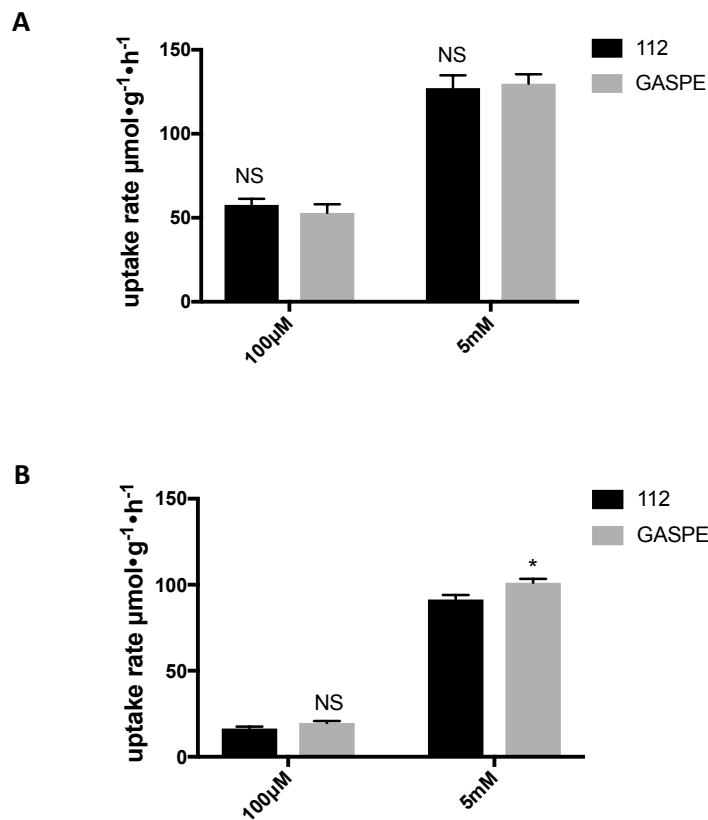 A
uptake rate µmol•g-1•h-1
150
100
50
0
NS
NS
100µM
5mM
112
GASPE
B
uptake rate µmol•g-1•h-1
150
100
50
0
NS
*
100µM
5mM
112
GASPE